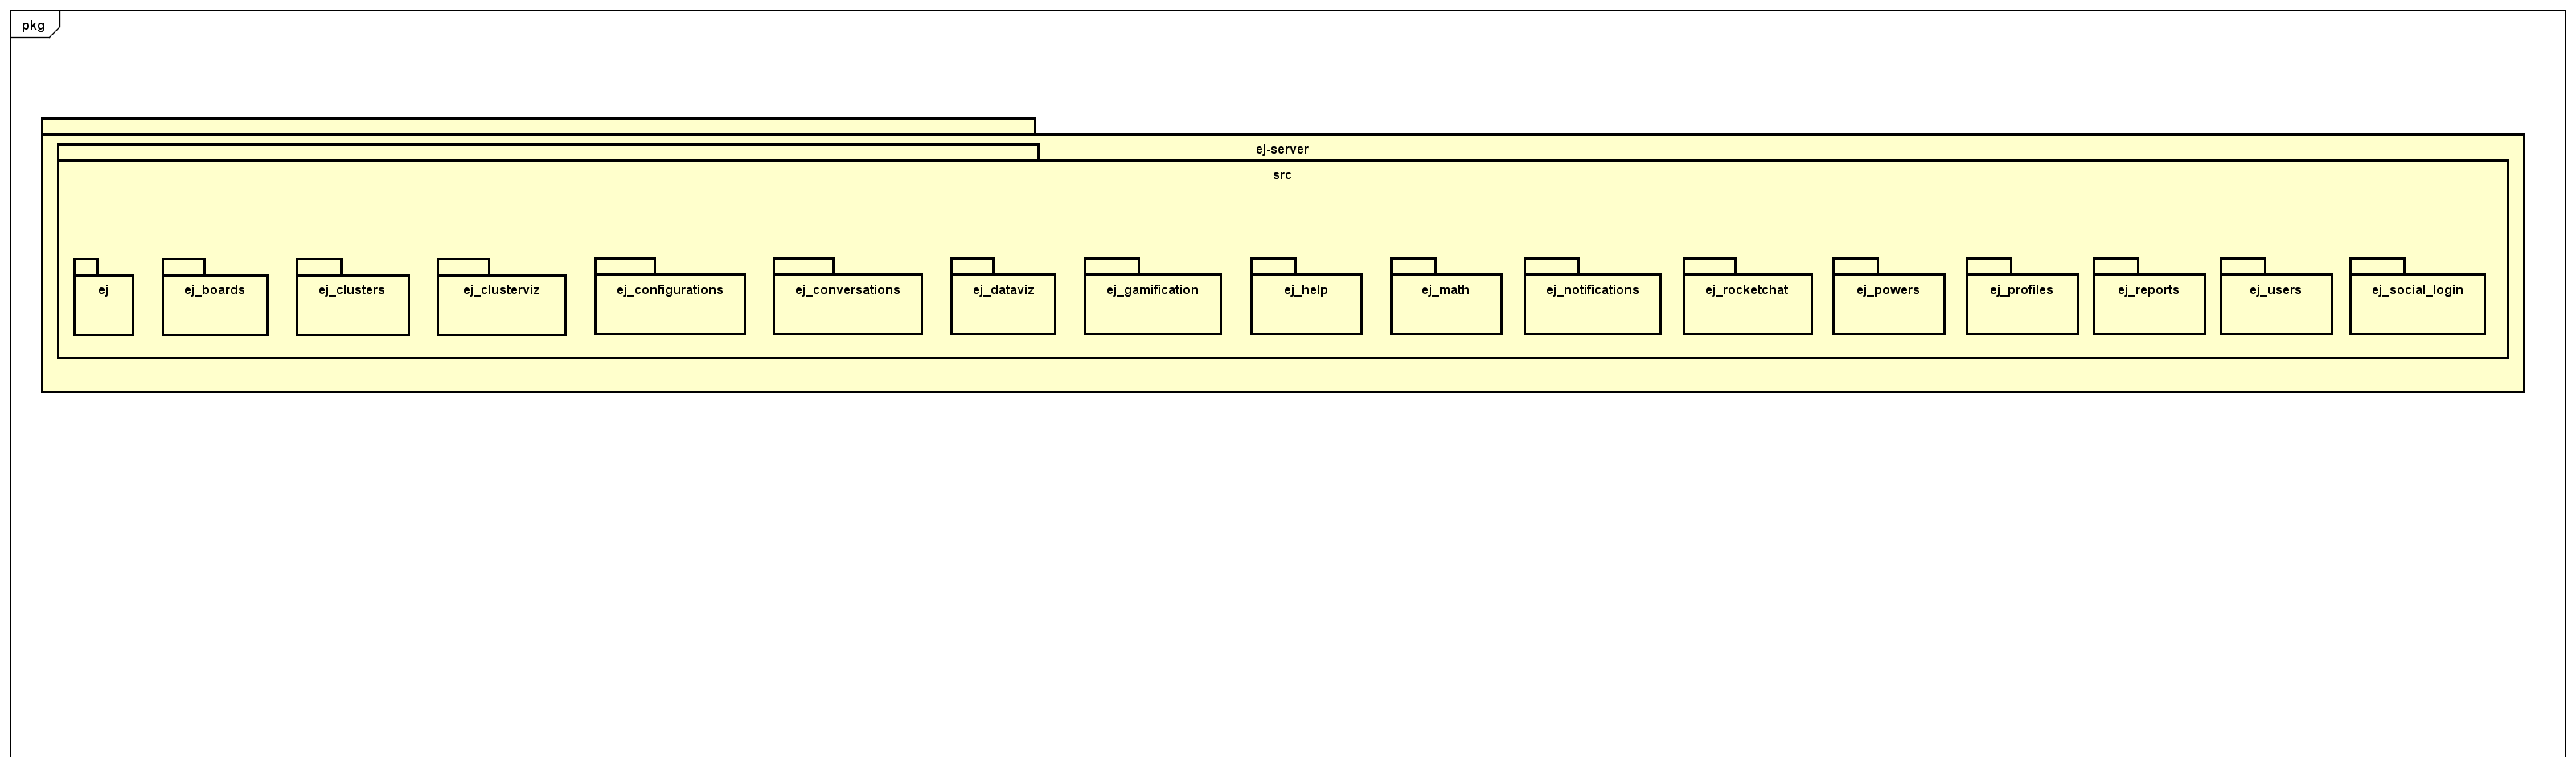 pkg
ej-server
src
ej ej_boards ej_clusters ej_clusterviz ej_configurations ej_conversations ej_dataviz ej_gamification ej_help ej_math ej_notifications ej_rocketchat ej_powers ej_profiles ej_reports ej_users ej_social_login